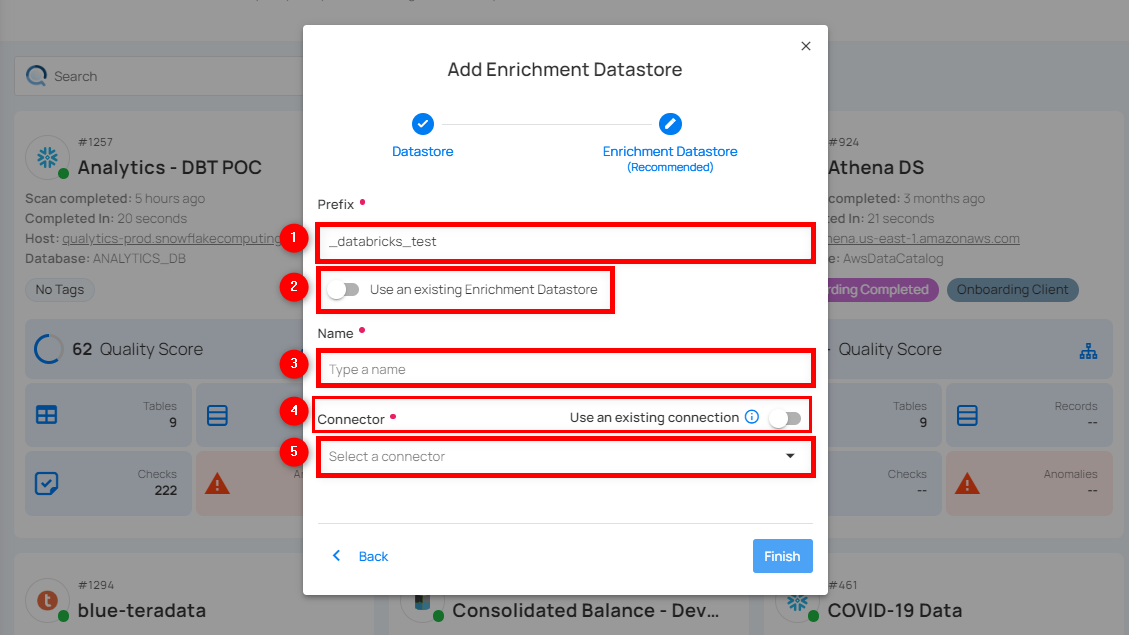 Search
#1257
Analytics - DBT POC
Scan completed: 5 hours ago
Completed In: 20 seconds
Host: qualytics-prod.snowflakecomputing
Database: ANALYTICS_DB
No Tags
62 Quality Score
Tables
9
Checks
222
#1294
blue-teradata
Add Enrichment Datastore
Datastore
Enrichment Datastore
(Recommended)
Prefix
1
_databricks_test
2
Use an existing Enrichment Datastore
Name
3
Type a name
4
Connector
Use an existing connection
5
Select a connector
Back
Finish
Consolidated Balance - Dev...
#924
Athena DS
completed: 3 months ago
In: 21 seconds
.us-east-1.amazonaws.com
AwsDataCatalog
Completed
Onboarding Client
Quality Score
Tables
9
Records
--
Checks
--
Anomalies
--
#461
COVID-19 Data